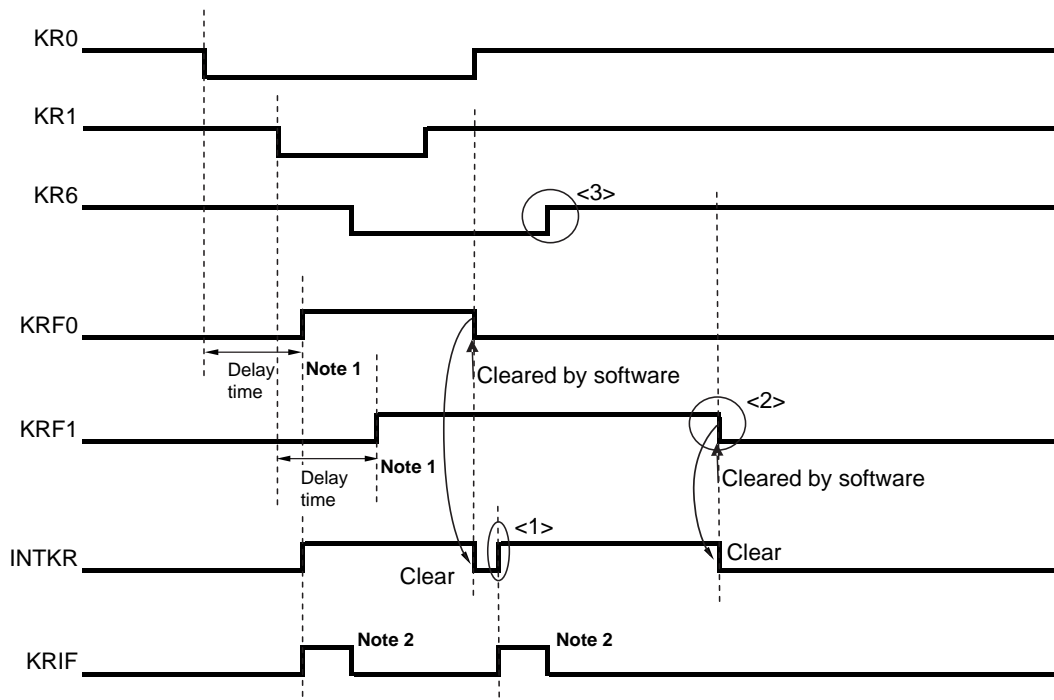 KR0
KR1
KR6
<3>
KRF0
Delay
time
Note 1
Cleared by software
KRF1
<2>
Delay
time
Note 1
Cleared by software
INTKR
<1>
Clear
Clear
KRIF
Note 2
Note 2